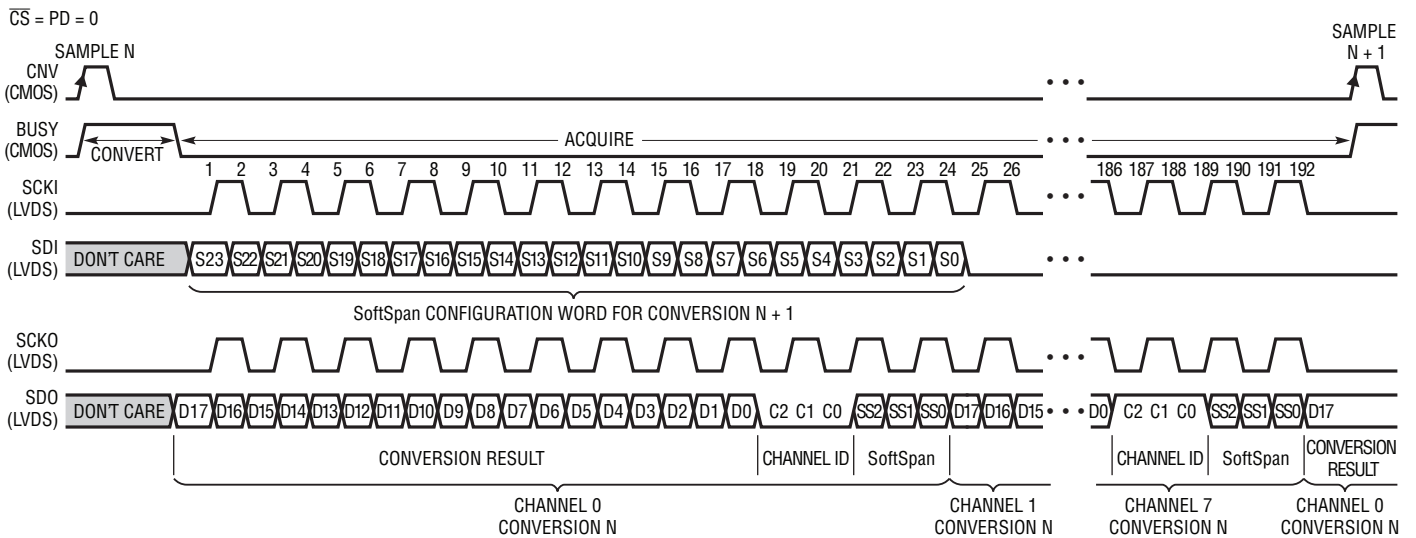 CS = PD = 0
SAMPLE N
SAMPLE
N + 1
CNV
(CMOS)
• • •
BUSY
(CMOS)
CONVERT
ACQUIRE
• • •
1 2 3 4 5 6 7 8 9 10 11 12 13 14 15 16 17 18 19 20 21 22 23 24 25 26 186 187 188 189 190 191 192
SCKI
(LVDS)
• • •
SDI
(LVDS)
DON'T CARE S23 S22 S21 S20 S19 S18 S17 S16 S15 S14 S13 S12 S11 S10 S9 S8 S7 S6 S5 S4 S3 S2 S1 S0 • • •
SoftSpan CONFIGURATION WORD FOR CONVERSION N + 1
SCKO
(LVDS)
• • •
SDO
(LVDS)
DON'T CARE D17 D16 D15 D14 D13 D12 D11 D10 D9 D8 D7 D6 D5 D4 D3 D2 D1 D0 C2 C1 C0 SS2 SS1 SS0 D17 D16 D15 • • • D0 C2 C1 C0 SS2 SS1 SS0 D17
CONVERSION RESULT CHANNEL ID SoftSpan CHANNEL ID SoftSpan CONVERSION
RESULT
CHANNEL 0
CONVERSION N
CHANNEL 1
CONVERSION N
CHANNEL 7
CONVERSION N
CHANNEL 0
CONVERSION N